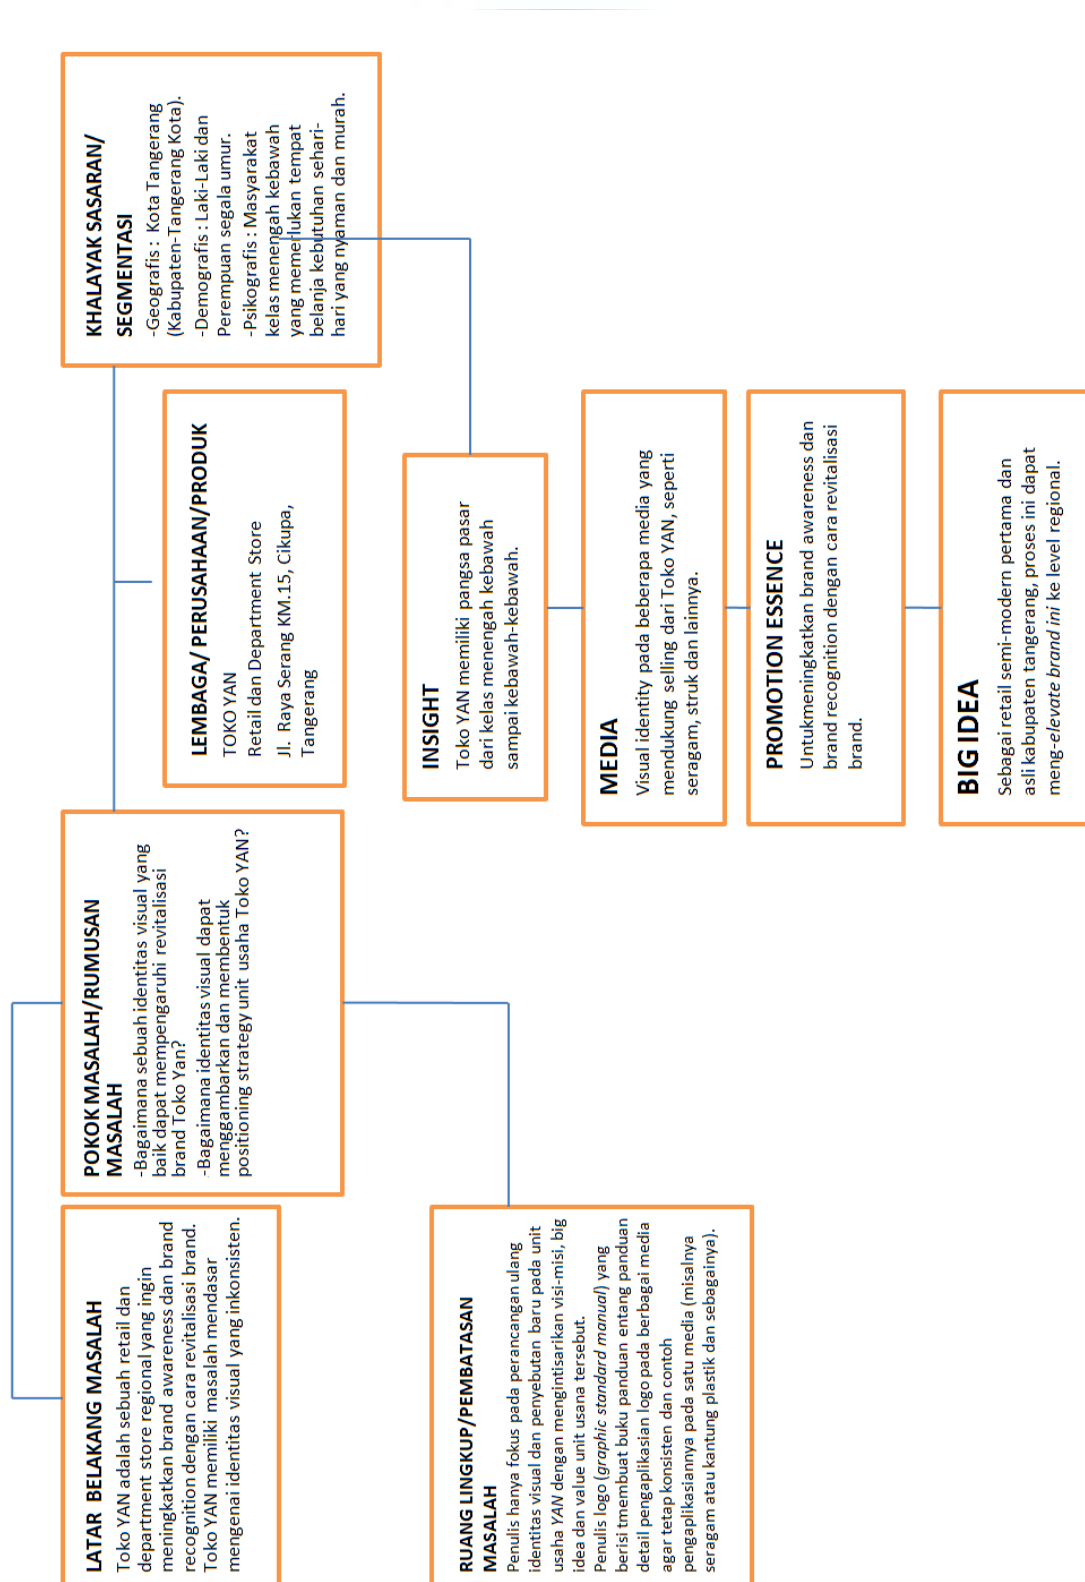 LATAR BELAKANG MASALAH
Toko YAN adalah sebuah retail dan
department store regional yang ingin
meningkatkan brand awareness dan brand
recognition dengan cara revitalisasi brand.
Toko YAN memiliki masalah mendasar
mengenai identitas visual yang inkonsisten.
POKOK MASALAH/RUMUSAN
MASALAH
-Bagaimana sebuah identitas visual yang
baik dapat mempengaruhi revitalisasi
brand Toko Yan?
-Bagaimana identitas visual dapat
menggambarkan dan membentuk
positioning strategy unit usaha Toko YAN?
LEMBAGA/ PERUSAHAAN/PRODUK
TOKO YAN
Retail dan Department Store
Jl. Raya Serang KM.15, Cikupa,
Tangerang
KHALAYAK SASARAN/
SEGMENTASI
-Geografis : Kota Tangerang
(Kabupaten-Tangerang Kota).
-Demografis : Laki-Laki dan
Perempuan segala umur.
-Psikografis : Masyarakat
kelas menengah kebawah
yang memerlukan tempat
belanja kebutuhan sehari-
hari yang nyaman dan murah.
RUANG LINGKUP/PEMBATASAN
MASALAH
Penulis hanya fokus pada perancangan ulang
identitas visual dan penyebutan baru pada unit
usaha YAN dengan mengintisarikan visi-misi, big
idea dan value unit usana tersebut.
Penulis logo (graphic standard manual) yang
berisi tmembuat buku panduan entang panduan
detail pengaplikasian logo pada berbagai media
agar tetap konsisten dan contoh
pengaplikasiannya pada satu media (misalnya
seragam atau kantung plastik dan sebagainya).
INSIGHT
Toko YAN memiliki pangsa pasar
dari kelas menengah kebawah
sampai kebawah-kebawah.
MEDIA
Visual identity pada beberapa media yang
mendukung selling dari Toko YAN, seperti
seragam, struk dan lainnya.
PROMOTION ESSENCE
Untukmeningkatkan brand awareness dan
brand recognition dengan cara revitalisasi
brand.
BIG IDEA
Sebagai retail semi-modern pertama dan
asli kabupaten tangerang, proses ini dapat
meng-elevate brand ini ke level regional.